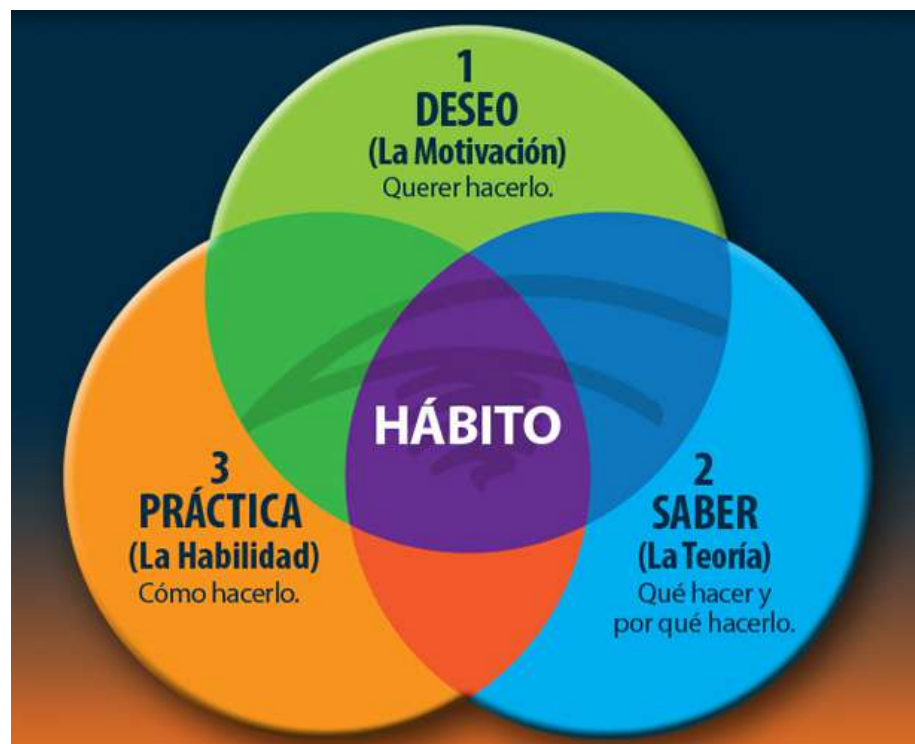 1
DESEO
(La Motivación)
Querer hacerlo.
HÁBITO
3
PRÁCTICA
(La Habilidad)
Cómo hacerlo.
2
SABER
(La Teoría)
Qué hacer y
por qué hacerlo.